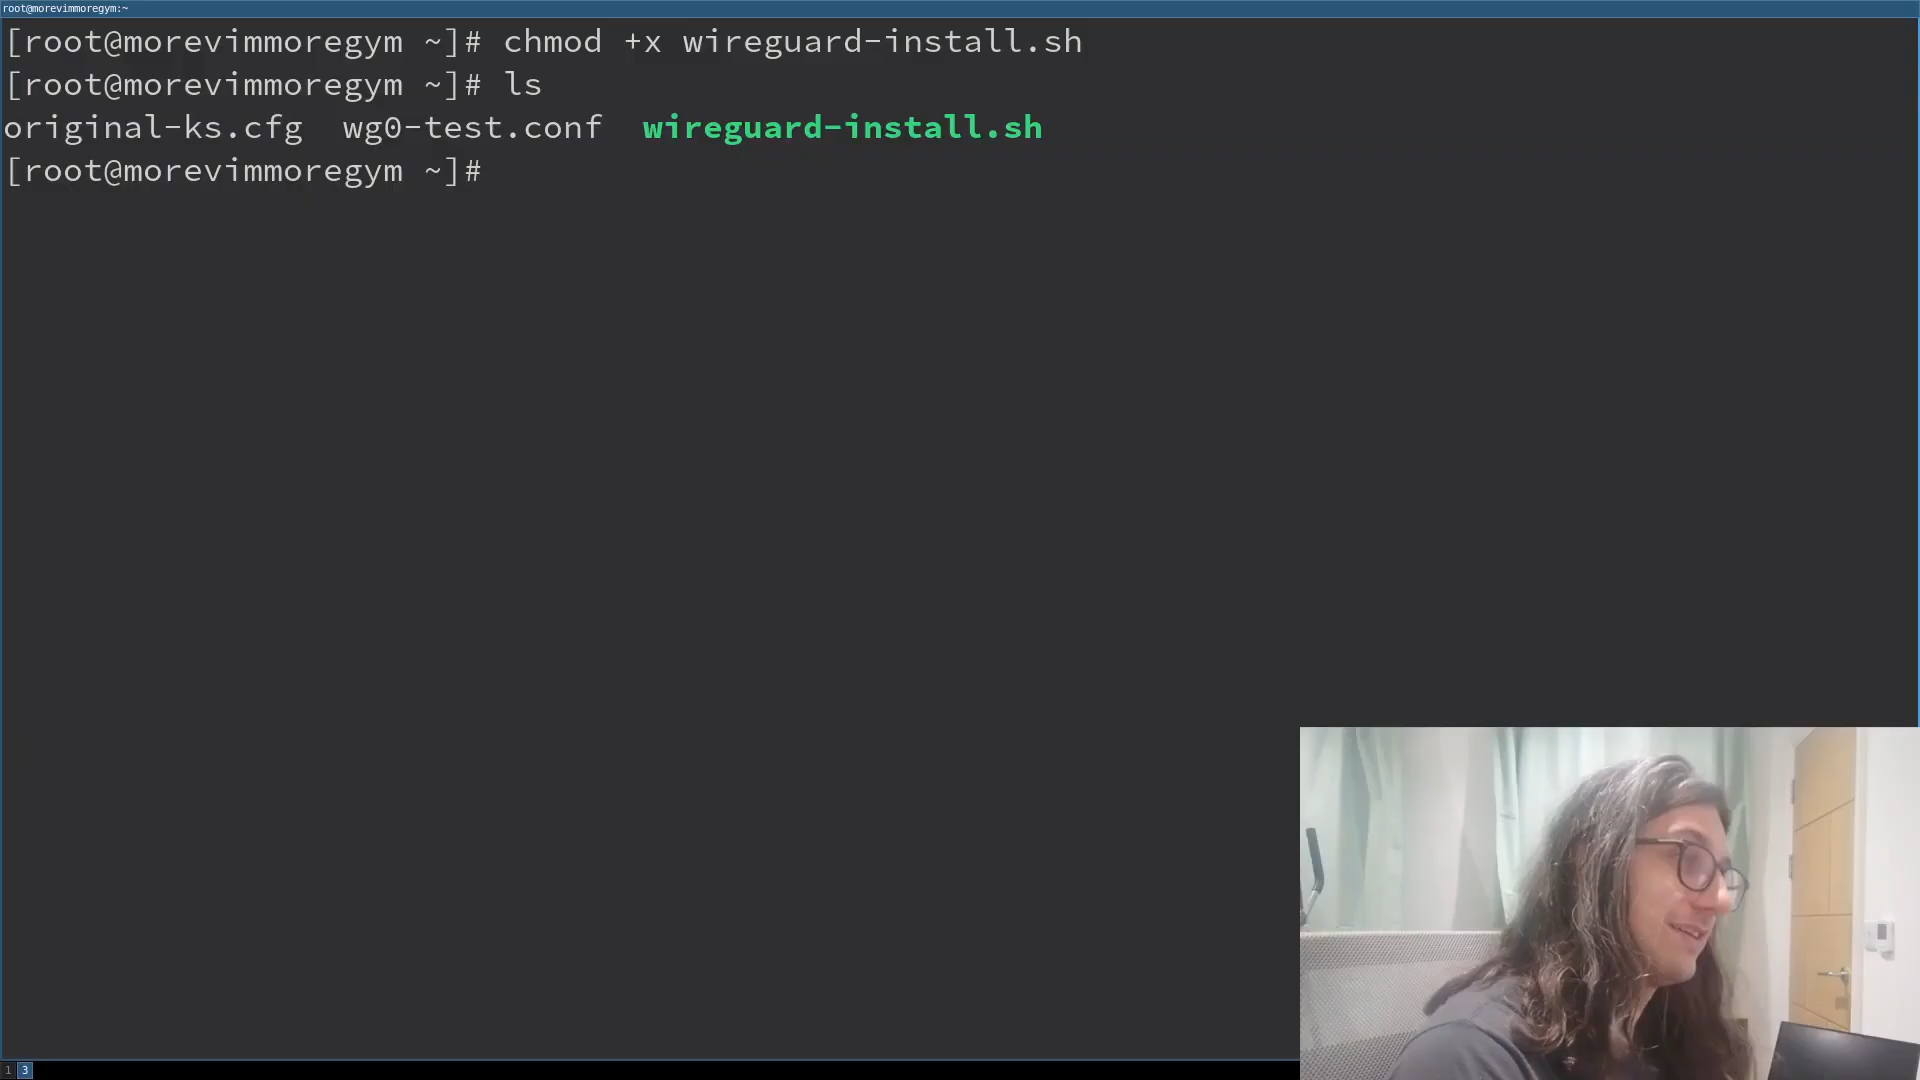 root@morevimmoregym:~
[root@morevimmoregym ~]# chmod +x wireguard-install.sh
[root@morevimmoregym ~]# ls
original-ks.cfg  wg0-test.conf  wireguard-install.sh
[root@morevimmoregym ~]#
1 3